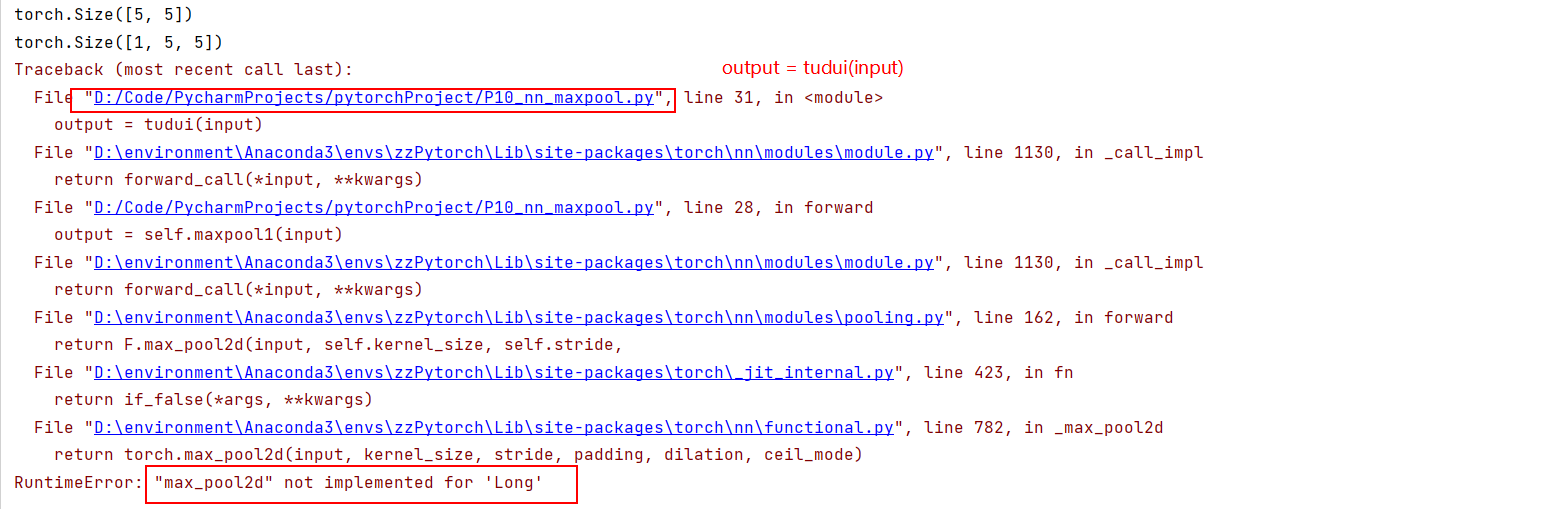 torch.Size([5, 5])
torch.Size([1, 5, 5])
Traceback (most recent call last):
output = tudui(input)
File "D:/Code/PycharmProjects/pytorchProject/P10_nn_maxpool.py", line 31, in <module>
output = tudui(input)
File "D:\environment\Anaconda3\envs\zzPytorch\Lib\site-packages\torch\nn\modules\module.py", line 1130, in _call_impl
return forward_call(*input, **kwargs)
File "D:/Code/PycharmProjects/pytorchProject/P10_nn_maxpool.py", line 28, in forward
output = self.maxpool1(input)
File "D:\environment\Anaconda3\envs\zzPytorch\Lib\site-packages\torch\nn\modules\module.py", line 1130, in _call_impl
return forward_call(*input, **kwargs)
File "D:\environment\Anaconda3\envs\zzPytorch\Lib\site-packages\torch\nn\modules\pooling.py", line 162, in forward
return F.max_pool2d(input, self.kernel_size, self.stride,
File "D:\environment\Anaconda3\envs\zzPytorch\Lib\site-packages\torch\_jit_internal.py", line 423, in fn
return if_false(*args, **kwargs)
File "D:\environment\Anaconda3\envs\zzPytorch\Lib\site-packages\torch\nn\functional.py", line 782, in _max_pool2d
return torch.max_pool2d(input, kernel_size, stride, padding, dilation, ceil_mode)
RuntimeError: "max_pool2d" not implemented for 'Long'